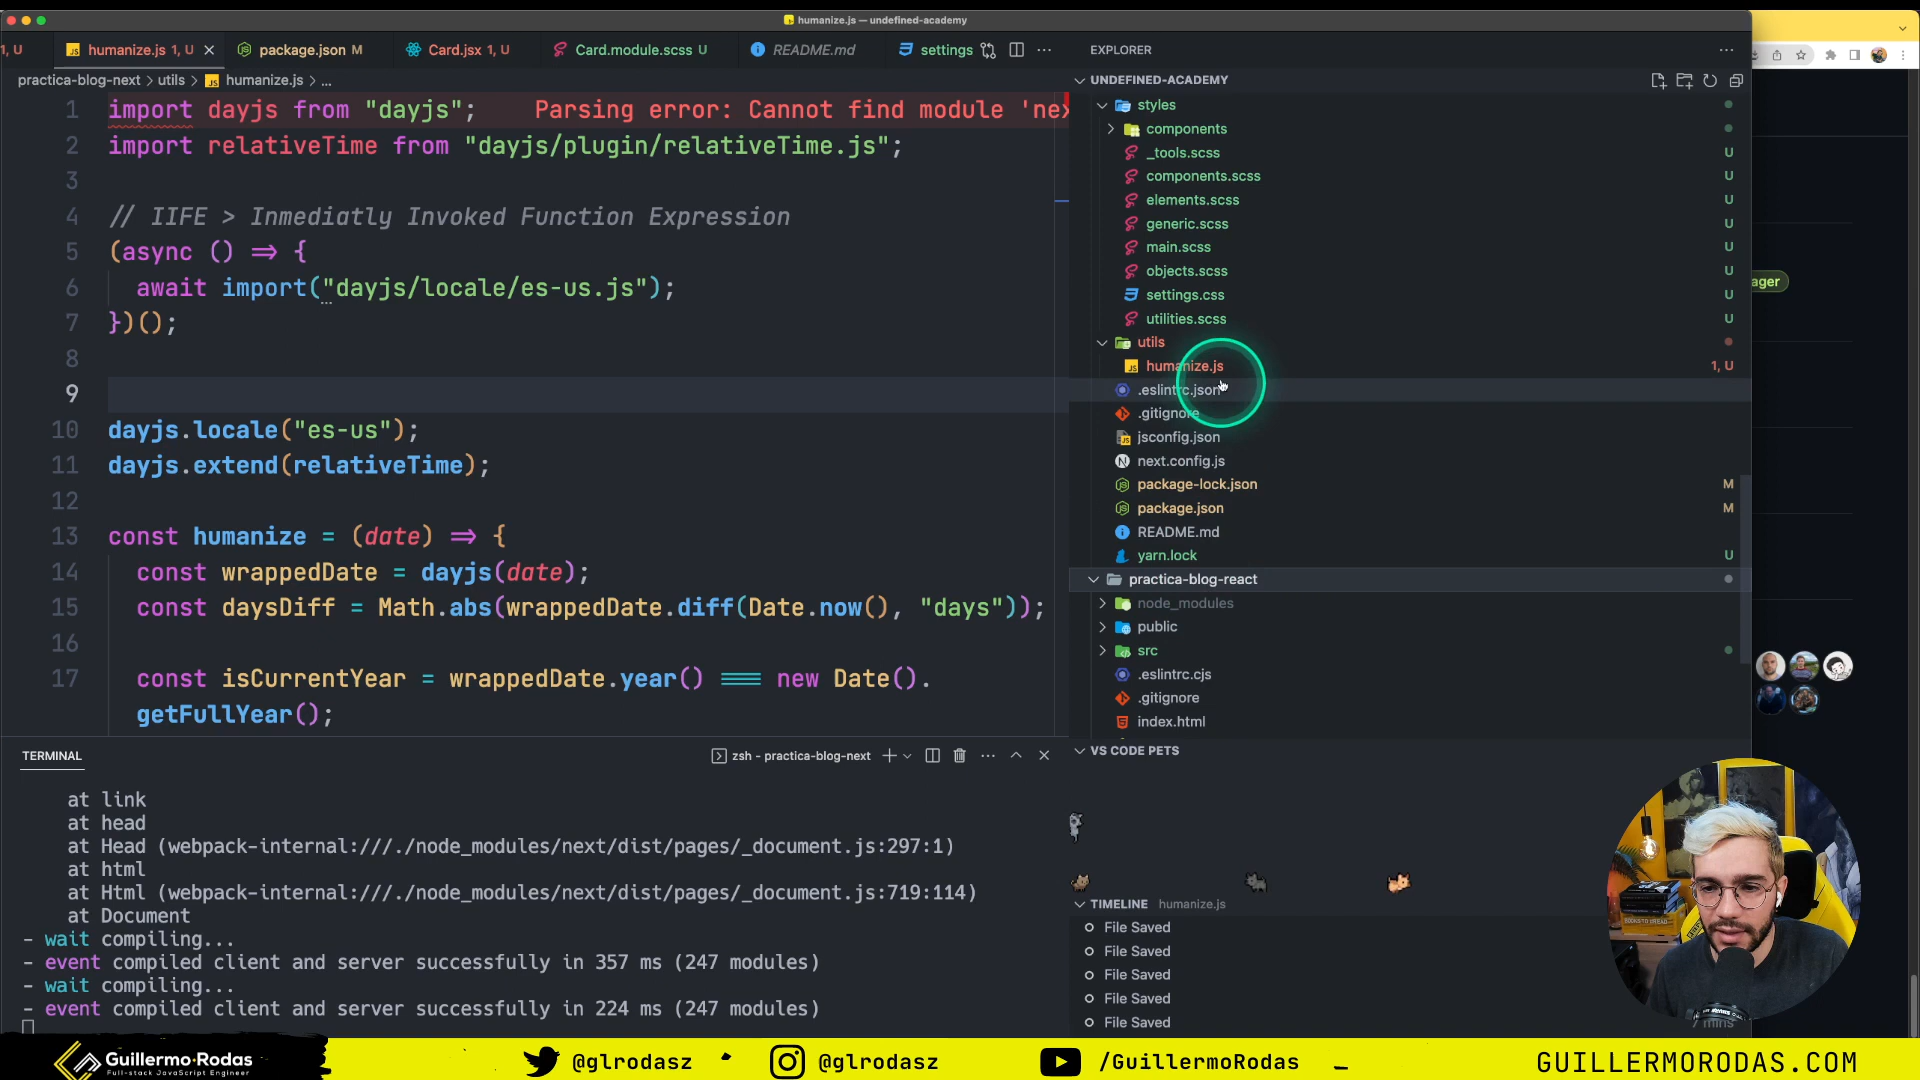 humanize.js — undefined-academy
1, U
humanize.js 1, U
package.json M
Card.jsx 1, U
Card.module.scss U
README.md
settings
practica-blog-next > utils > humanize.js > ...
1 import dayjs from "dayjs"; Parsing error: Cannot find module 'nex
2 import relativeTime from "dayjs/plugin/relativeTime.js";
3
4 // IIFE > Inmediatly Invoked Function Expression
5 (async () => {
6 await import("dayjs/locale/es-us.js");
7 })();
8
9
10 dayjs.locale("es-us");
11 dayjs.extend(relativeTime);
12
13 const humanize = (date) => {
14 const wrappedDate = dayjs(date);
15 const daysDiff = Math.abs(wrappedDate.diff(Date.now(), "days"));
16
17 const isCurrentYear = wrappedDate.year() === new Date().
getFullYear();
EXPLORER
UNDEFINED-ACADEMY
styles
components
_tools.scss U
components.scss U
elements.scss U
generic.scss U
main.scss U
objects.scss U
settings.css U
utilities.scss U
utils
humanize.js 1, U
.eslintrc.json
.gitignore
jsconfig.json
next.config.js
package-lock.json M
package.json M
README.md
yarn.lock U
practica-blog-react
node_modules
public
src
.eslintrc.cjs
.gitignore
index.html
ager
TERMINAL
zsh - practica-blog-next
at link
at head
at Head (webpack-internal:///./node_modules/next/dist/pages/_document.js:297:1)
at html
at Html (webpack-internal:///./node_modules/next/dist/pages/_document.js:719:114)
at Document
- wait compiling...
- event compiled client and server successfully in 357 ms (247 modules)
- wait compiling...
- event compiled client and server successfully in 224 ms (247 modules)
VS CODE PETS
TIMELINE humanize.js
File Saved
File Saved
File Saved
File Saved
File Saved
7 mins
Guillermo·Rodas
Full-stack JavaScript Engineer
@glrodasz
@glrodasz
/GuillermoRodas
GUILLERMORODAS.COM